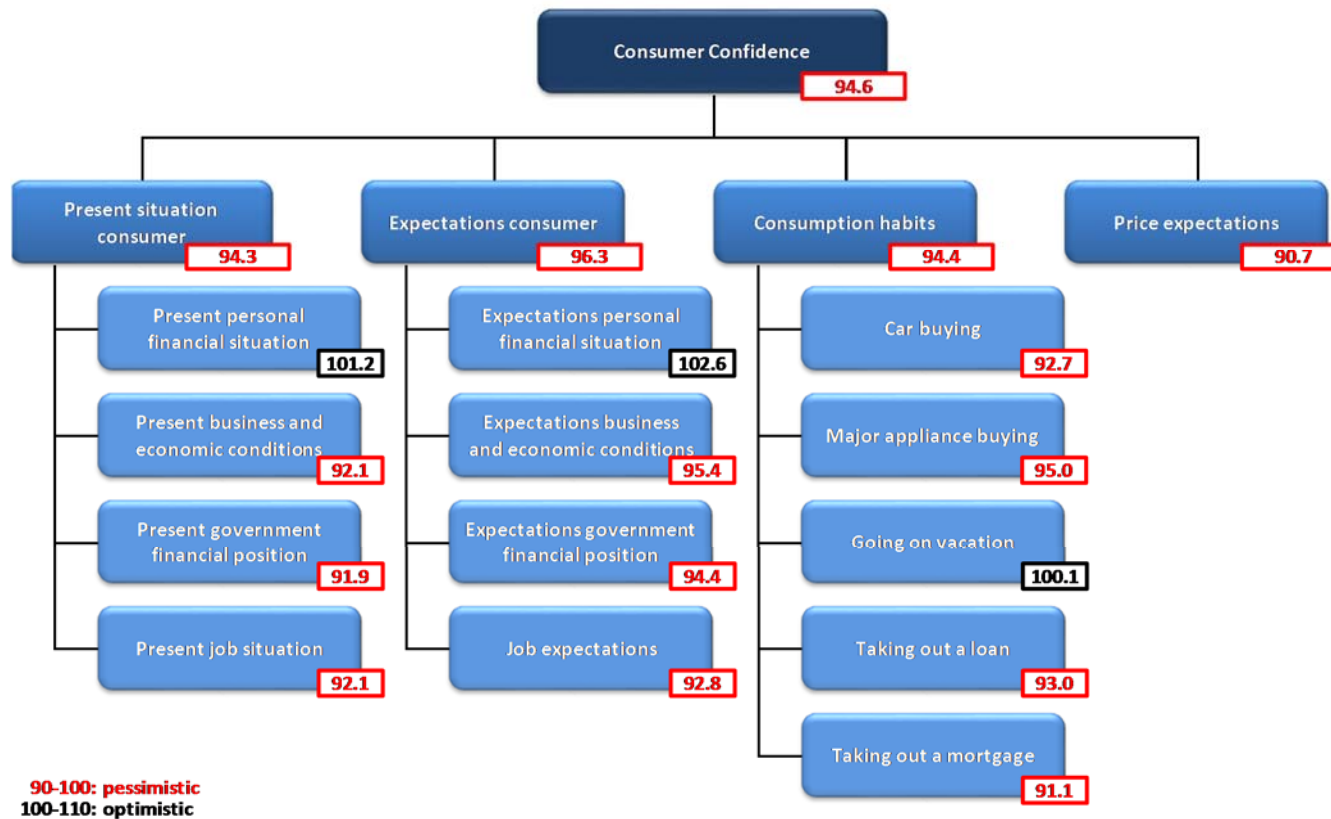 Consumer Confidence
94.6
Present situation
consumer
94.3
Expectations consumer
96.3
Consumption habits
94.4
Price expectations
90.7
Present personal
financial situation
101.2
Expectations personal
financial situation
102.6
Car buying
92.7
Present business and
economic conditions
92.1
Expectations business
and economic conditions
95.4
Major appliance buying
95.0
Present government
financial position
91.9
Expectations government
financial position
94.4
Going on vacation
100.1
Present job situation
92.1
Job expectations
92.8
Taking out a loan
93.0
Taking out a mortgage
91.1
90-100: pessimistic
100-110: optimistic